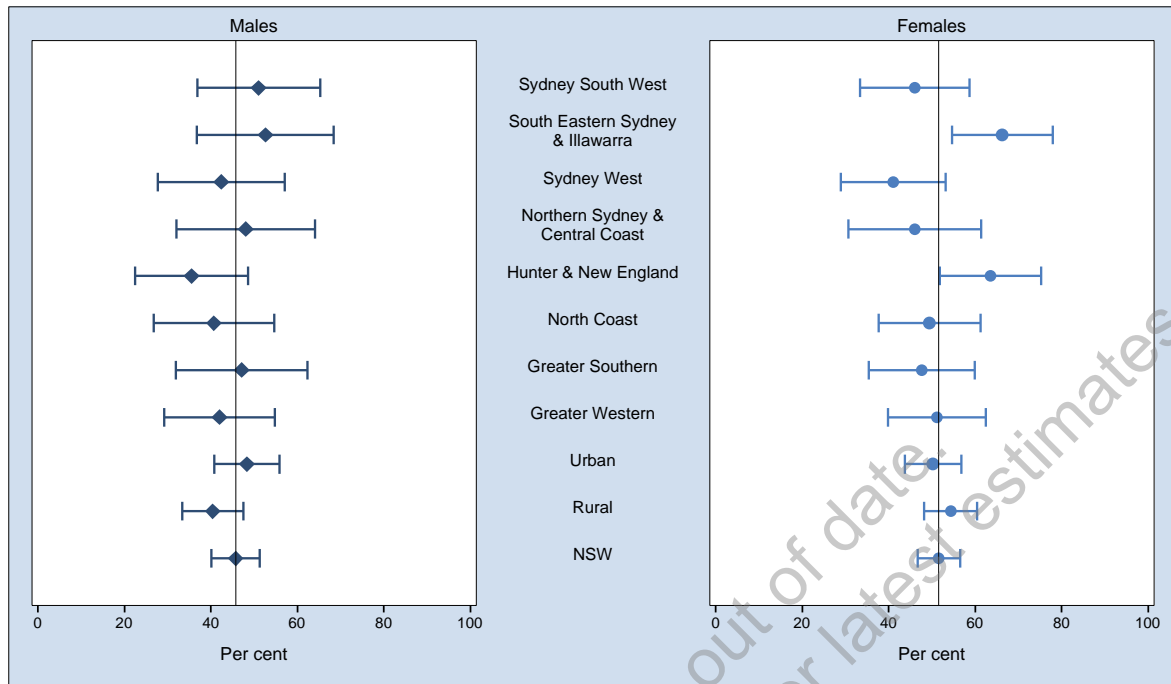 Males
Females
Sydney South West
South Eastern Sydney
& Illawarra
Sydney West
Northern Sydney &
Central Coast
Hunter & New England
North Coast
Greater Southern
Greater Western
Urban
Rural
NSW
0 20 40 60 80 100
0 20 40 60 80 100
Per cent
Per cent
out of date.
latest estimates